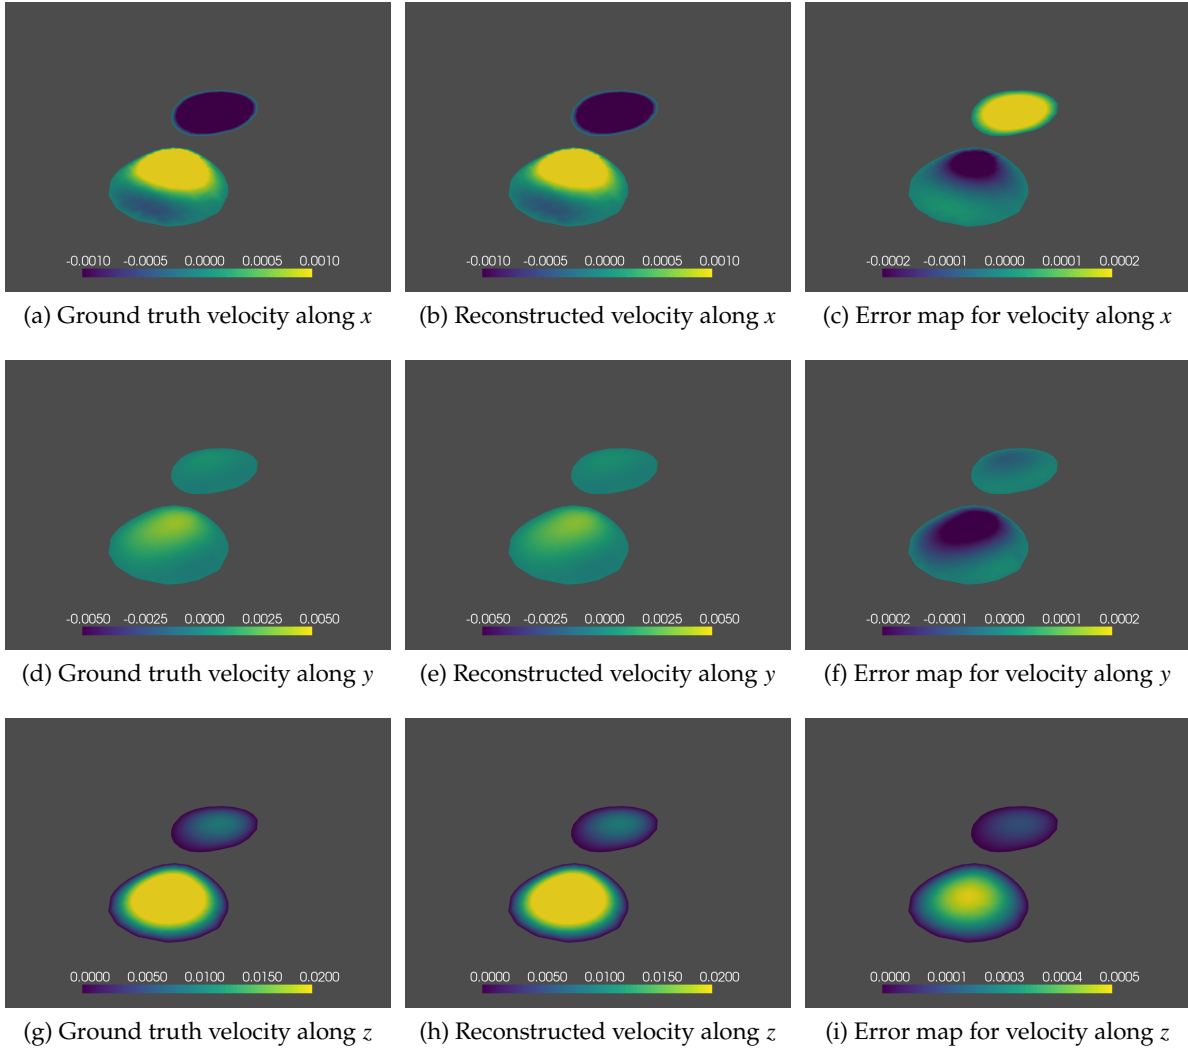 -0.0010 -0.0005 0.0000 0.0005 0.0010
-0.0010 -0.0005 0.0000 0.0005 0.0010
-0.0002 -0.0001 0.0000 0.0001 0.0002
(a) Ground truth velocity along x
(b) Reconstructed velocity along x
(c) Error map for velocity along x
-0.0050 -0.0025 0.0000 0.0025 0.0050
-0.0050 -0.0025 0.0000 0.0025 0.0050
-0.0002 -0.0001 0.0000 0.0001 0.0002
(d) Ground truth velocity along y
(e) Reconstructed velocity along y
(f) Error map for velocity along y
0.0000 0.0050 0.0100 0.0150 0.0200
0.0000 0.0050 0.0100 0.0150 0.0200
0.0000 0.0001 0.0003 0.0004 0.0005
(g) Ground truth velocity along z
(h) Reconstructed velocity along z
(i) Error map for velocity along z